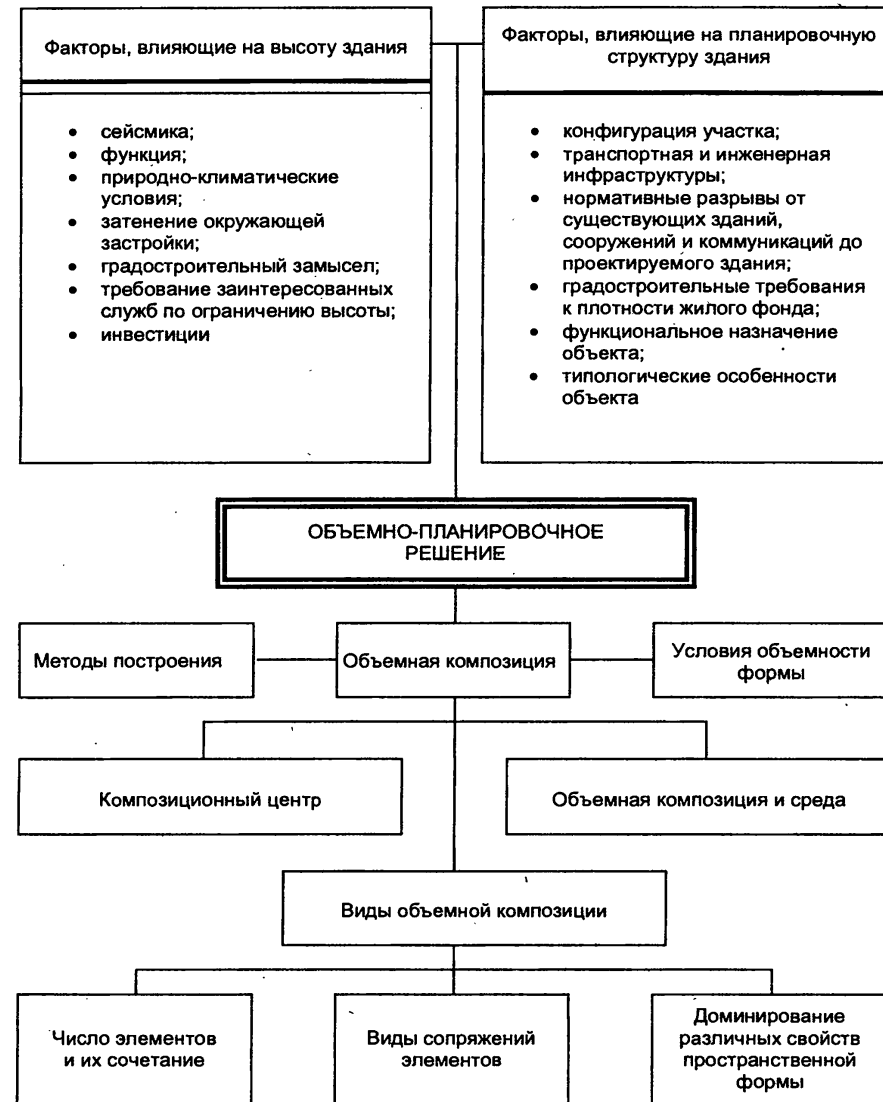 Факторы, влияющие на высоту здания
• сейсмика;
• функция;
• природно-климатические
условия;
• затенение окружающей
застройки;
• градостроительный замысел;
• требование заинтересованных
служб по ограничению высоты;
• инвестиции
Факторы, влияющие на планировочную
структуру здания
• конфигурация участка;
• транспортная и инженерная
инфраструктуры;
• нормативные разрывы от
существующих зданий,
сооружений и коммуникаций до
проектируемого здания;
• градостроительные требования
к плотности жилого фонда;
• функциональное назначение
объекта;
• типологические особенности
объекта
ОБЪЕМНО-ПЛАНИРОВОЧНОЕ
РЕШЕНИЕ
Методы построения
Объемная композиция
Условия объемности
формы
Композиционный центр
Объемная композиция и среда
Виды объемной композиции
Число элементов
и их сочетание
Виды сопряжений
элементов
Доминирование
различных свойств
пространственной
формы